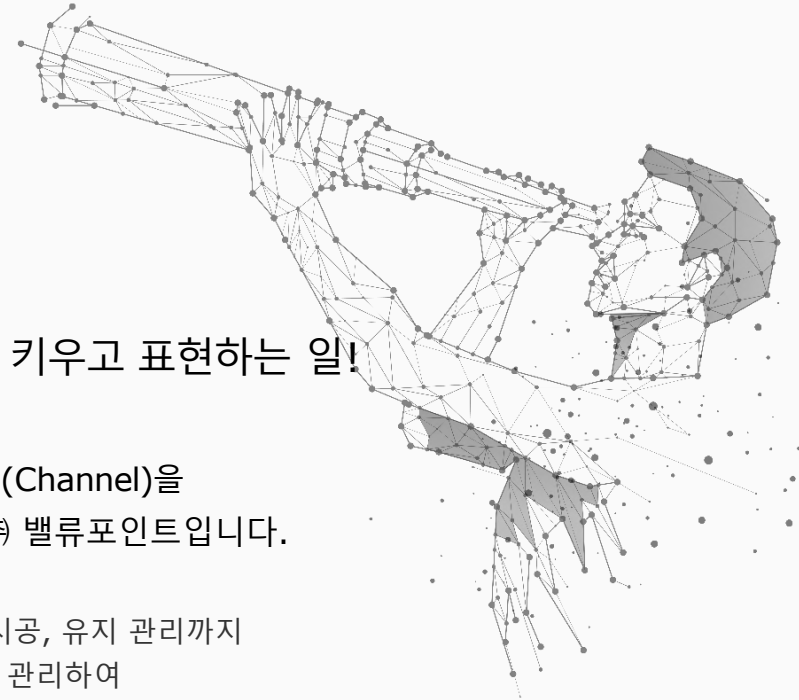 키우고 표현하는 일!
(Channel)을
밸류포인트입니다.
시공, 유지 관리까지
관리하여